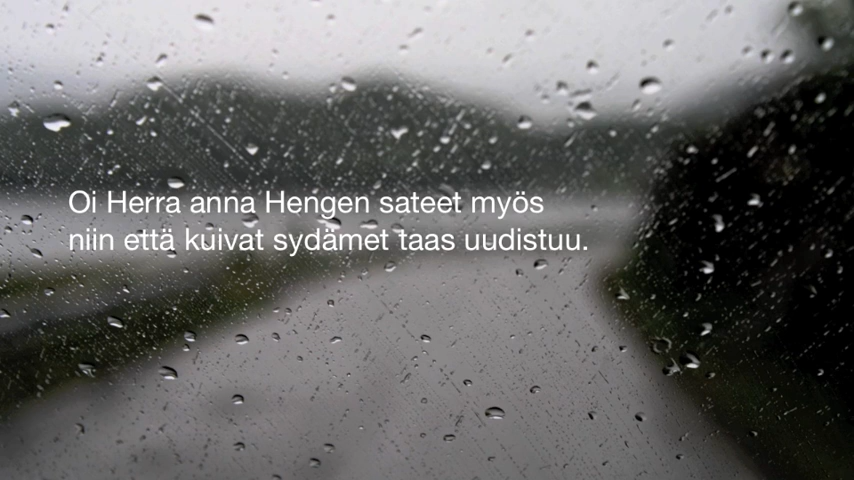 Oi Herra anna Hengen sateet myös
niin että kuivat sydämet taas uudistuu.